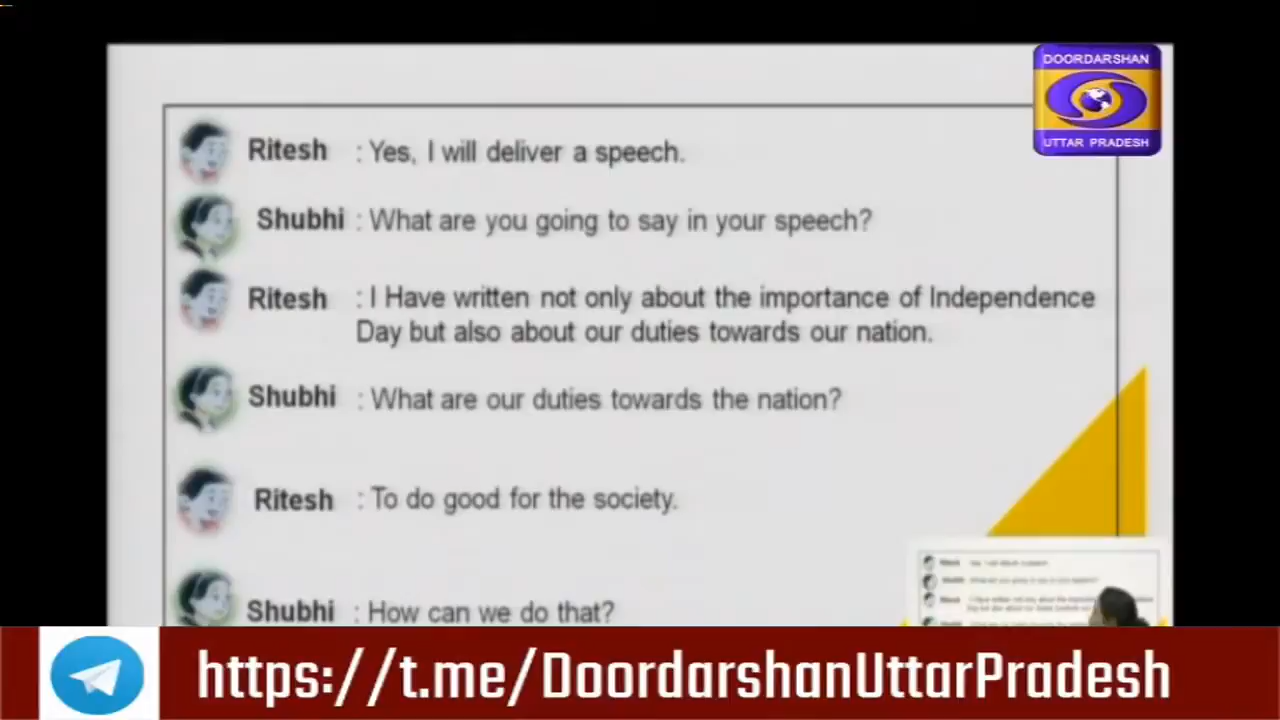 DOORDARSHAN
UTTAR PRADESH
Ritesh : Yes, I will deliver a speech.
Shubhi : What are you going to say in your speech?
Ritesh : I Have written not only about the importance of Independence
Day but also about our duties towards our nation.
Shubhi : What are our duties towards the nation?
Ritesh : To do good for the society.
Shubhi : How can we do that?
https://t.me/DoordarshanUttarPradesh